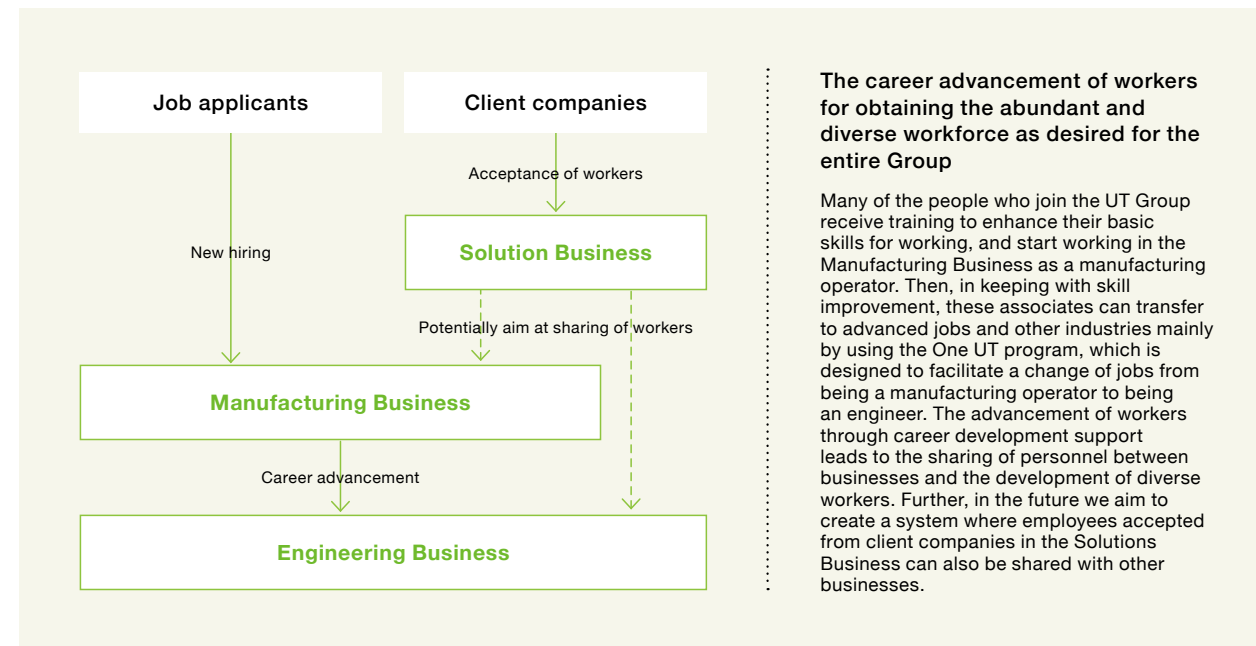 Job applicants
Client companies
Acceptance of workers
New hiring
Solution Business
Potentially aim at sharing of workers
Manufacturing Business
Career advancement
Engineering Business
The career advancement of workers
for obtaining the abundant and
diverse workforce as desired for the
entire Group
Many of the people who join the UT Group
receive training to enhance their basic
skills for working, and start working in the
Manufacturing Business as a manufacturing
operator. Then, in keeping with skill
improvement, these associates can transfer
to advanced jobs and other industries mainly
by using the One UT program, which is
designed to facilitate a change of jobs from
being a manufacturing operator to being
an engineer. The advancement of workers
through career development support
leads to the sharing of personnel between
businesses and the development of diverse
workers. Further, in the future we aim to
create a system where employees accepted
from client companies in the Solutions
Business can also be shared with other
businesses.